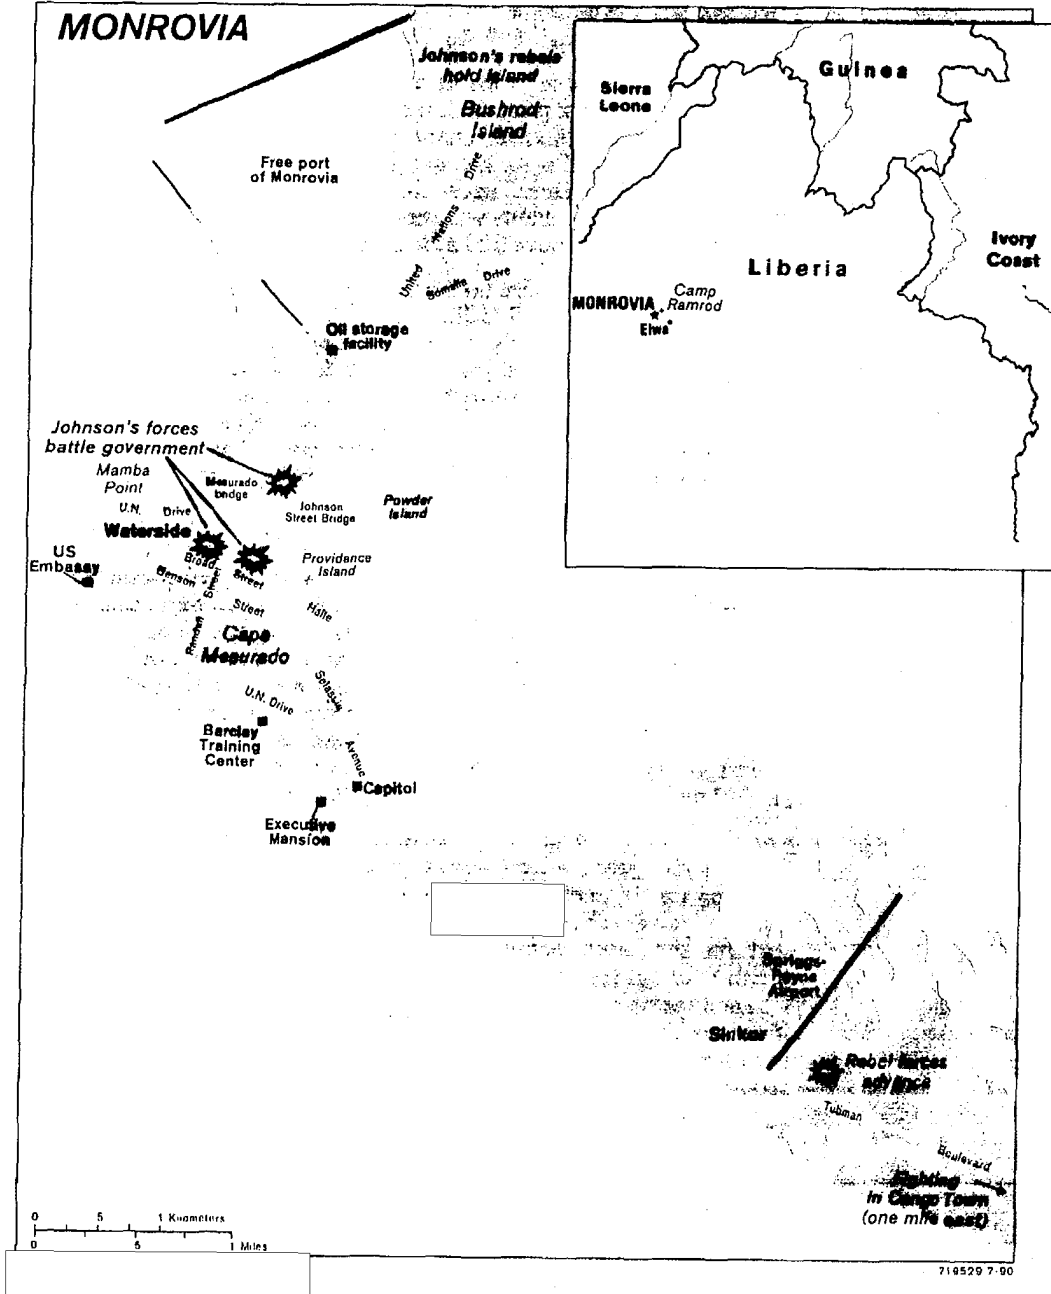 MONROVIA
Johnson's rebels
hold island
Bushrod
Island
Free port
of Monrovia
United Nations Drive
Somalia Drive
Oil storage
facility
Johnson's forces
battle government
Mamba
Point
Mesurado
bridge
Johnson
Street Bridge
Powder
Island
U.N. Drive
Waterside
US
Embassy
Providence
Island
Broad Street
Benson Street
Randall Street
Haile Selassie Avenue
Cape
Mesurado
U.N. Drive
Barclay
Training
Center
Capitol
Executive
Mansion
Spriggs-
Payne
Airport
Sinkor
Rebel forces
advance
Tubman Boulevard
Fighting
in Congo Town
(one mile east)
0 5 1 Kilometers
0 5 1 Miles
719529 7-90
Guinea
Sierra
Leone
Ivory
Coast
Liberia
MONROVIA
Camp
Ramrod
Elwa